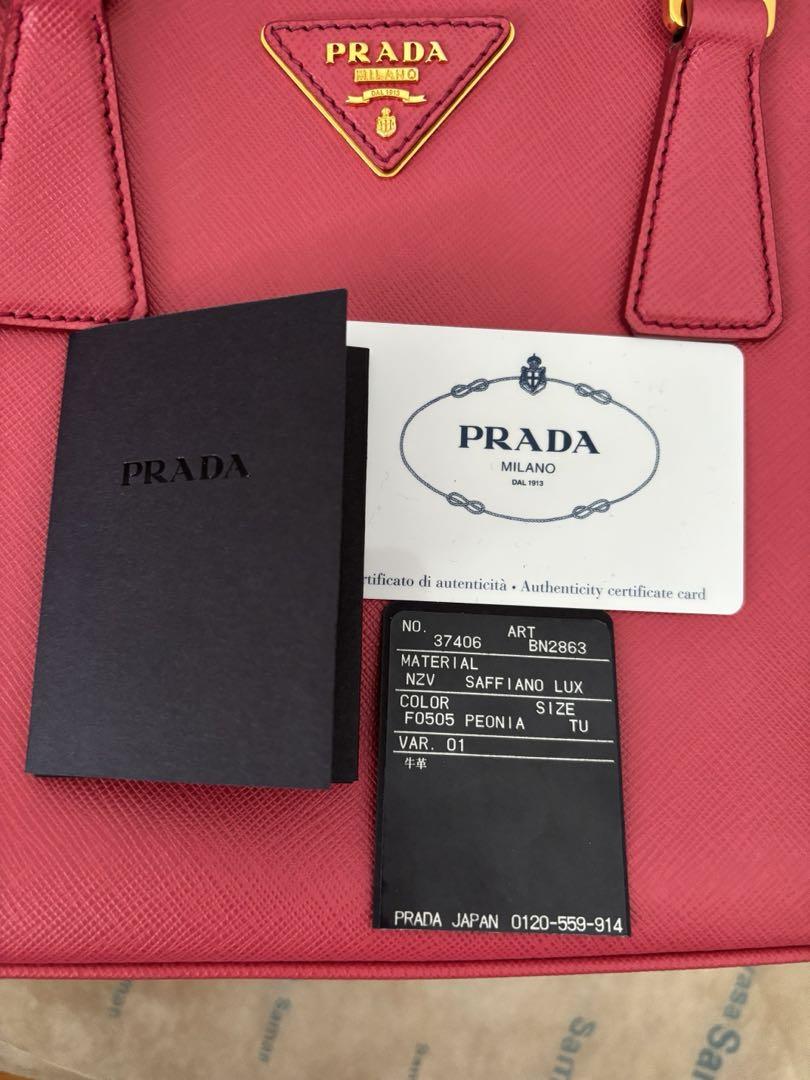 PRADA
MILANO
DAL 1913
PRADA
PRADA
MILANO
DAL 1913
rtificato di autenticità • Authenticity certificate card
NO. ART
37406 BN2863
MATERIAL
NZV SAFFIANO LUX
COLOR SIZE
F0505 PEONIA TU
VAR. 01
牛革
PRADA JAPAN 0120-559-914